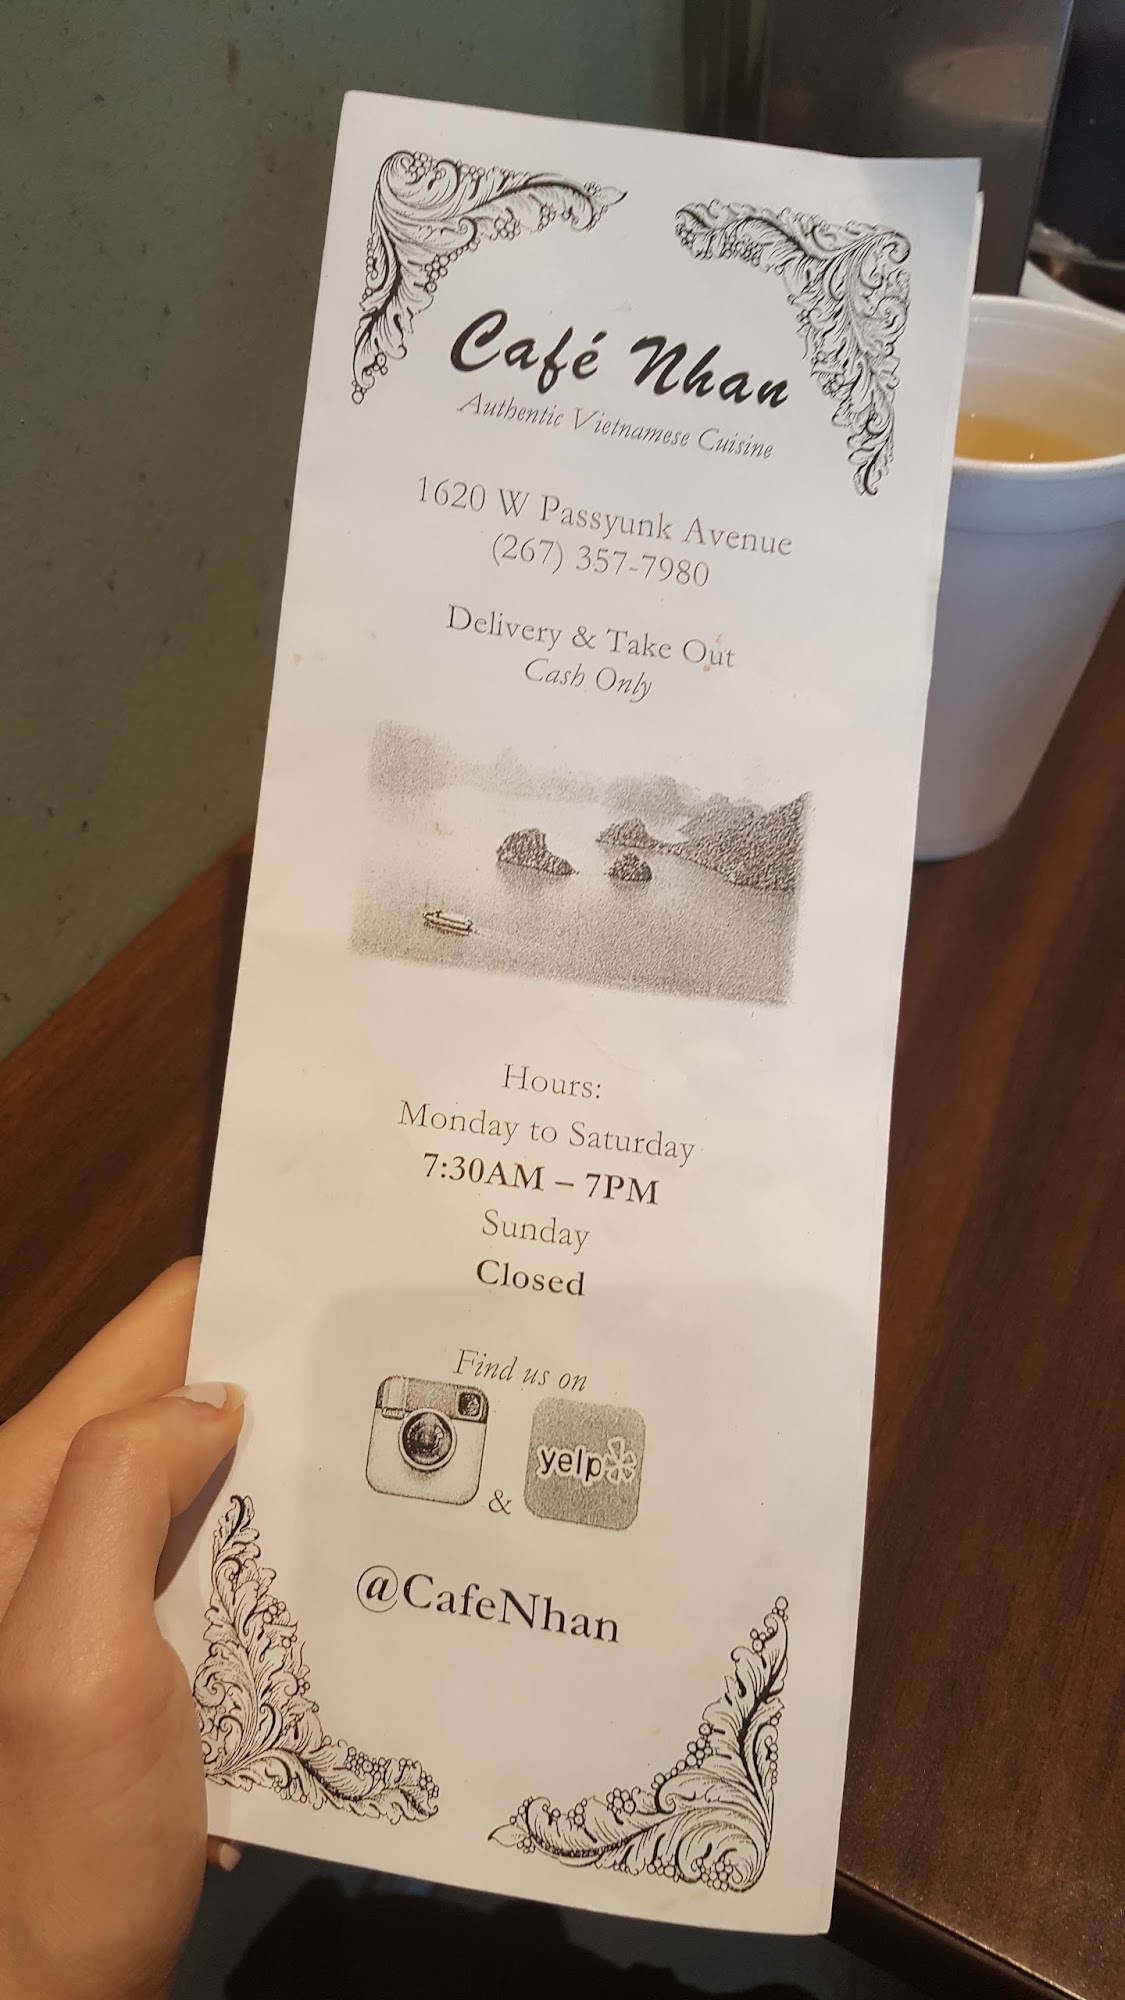 Café Nhan
Authentic Vietnamese Cuisine
1620 W Passyunk Avenue
(267) 357-7980
Delivery & Take Out
Cash Only
Hours:
Monday to Saturday
7:30AM – 7PM
Sunday
Closed
Find us on
Insta
yelp
&
@CafeNhan